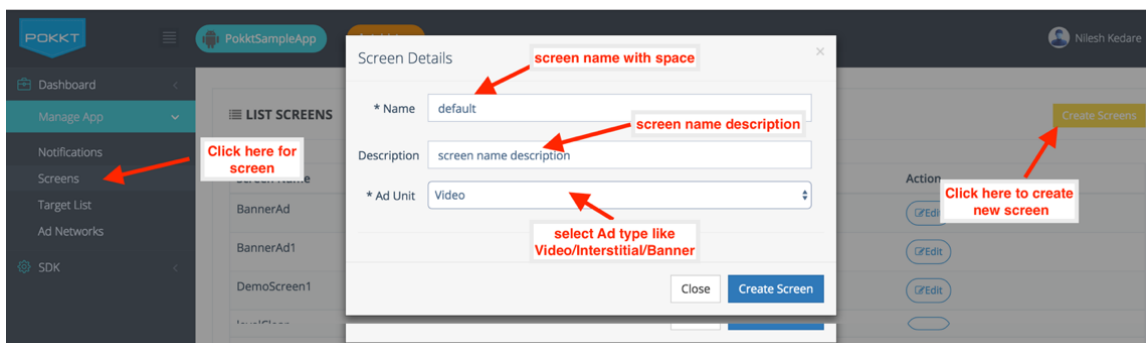 POKKT
PokktSampleApp
Nilesh Kedare
Screen Details
×
screen name with space
Dashboard
* Name
default
Manage App
LIST SCREENS
screen name description
Create Screens
Notifications
Click here for
screen
Description
screen name description
Screens
Action
* Ad Unit
Video
Click here to create
new screen
Target List
BannerAd
Edit
Ad Networks
select Ad type like
Video/Interstitial/Banner
BannerAd1
Edit
SDK
DemoScreen1
Close
Create Screen
Edit